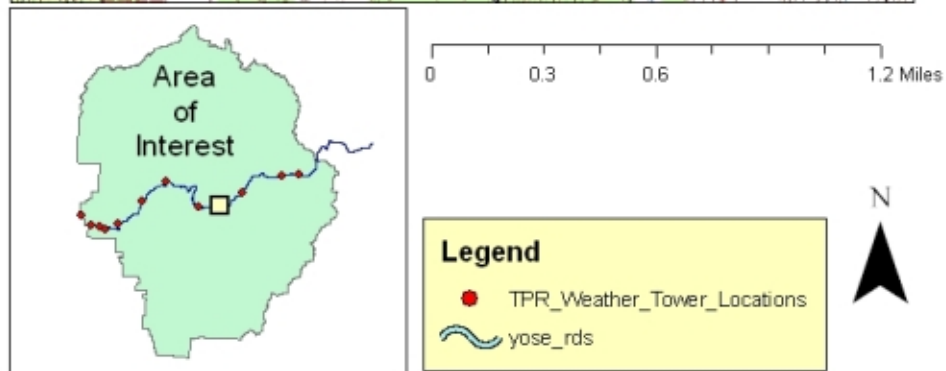 Area
of
Interest
0 0.3 0.6 1.2 Miles
N
Legend
TPR_Weather_Tower_Locations
yose_rds